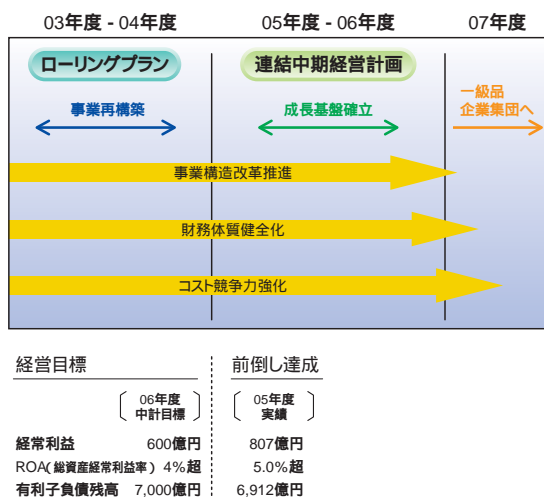 03年度 - 04年度 05年度 - 06年度 07年度
ローリングプラン 連結中期経営計画
事業再構築 成長基盤確立 一級品
企業集団へ
事業構造改革推進
財務体質健全化
コスト競争力強化
経営目標 前倒し達成
06年度 05年度
中計目標 実績
経常利益 600億円 807億円
ROA(総資産経常利益率) 4%超 5.0%超
有利子負債残高 7,000億円 6,912億円